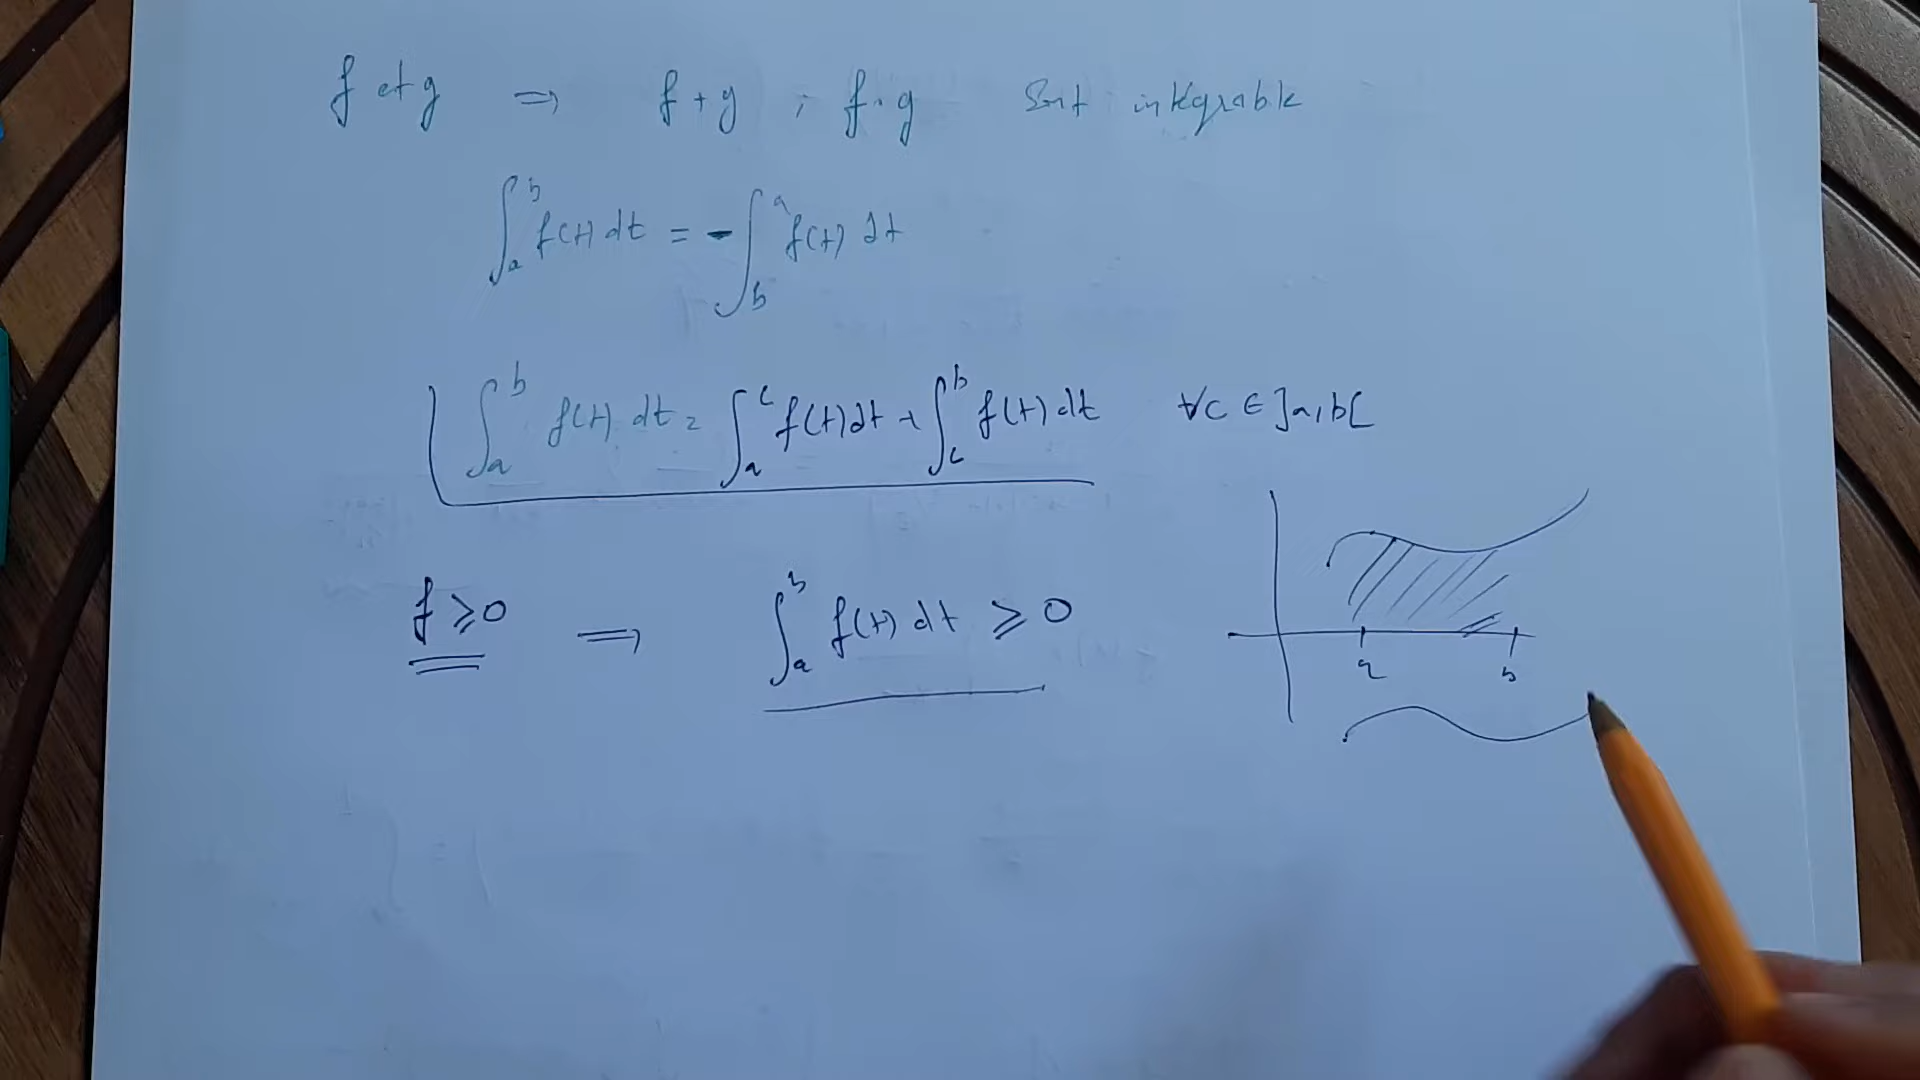 f et g ⇒ f + g ; f · g sont intégrable
∫_a^b f(t) dt = - ∫_b^a f(t) dt
∫_a^b f(t) dt = ∫_a^c f(t) dt + ∫_c^b f(t) dt ∀c ∈ ]a, b[
f ⩾ 0 ⇒ ∫_a^b f(t) dt ⩾ 0
a b